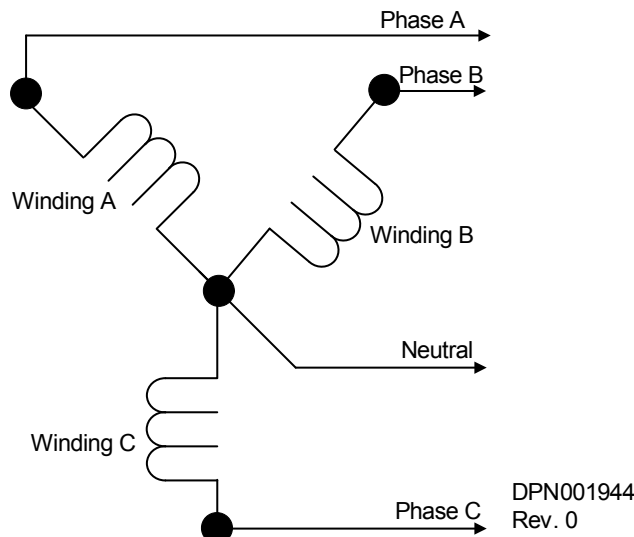 Phase A
Phase B
Winding A
Winding B
Neutral
Winding C
Phase C
DPN001944
Rev. 0